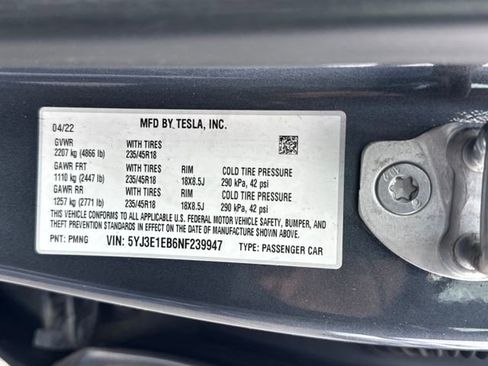 04/22 MFD BY TESLA, INC.
GVWR WITH TIRES
2207 kg (4866 lb) 235/45R18
GAWR FRT WITH TIRES RIM COLD TIRE PRESSURE
1110 kg (2447 lb) 235/45R18 18X8.5J 290 kPa, 42 psi
GAWR RR WITH TIRES RIM COLD TIRE PRESSURE
1257 kg (2771 lb) 235/45R18 18X8.5J 290 kPa, 42 psi
THIS VEHICLE CONFORMS TO ALL APPLICABLE U.S. FEDERAL MOTOR VEHICLE SAFETY, BUMPER, AND
THEFT PREVENTION STANDARDS IN EFFECT ON THE DATE OF MANUFACTURE SHOWN ABOVE.
PNT: PMNG VIN: 5YJ3E1EB6NF239947 TYPE: PASSENGER CAR